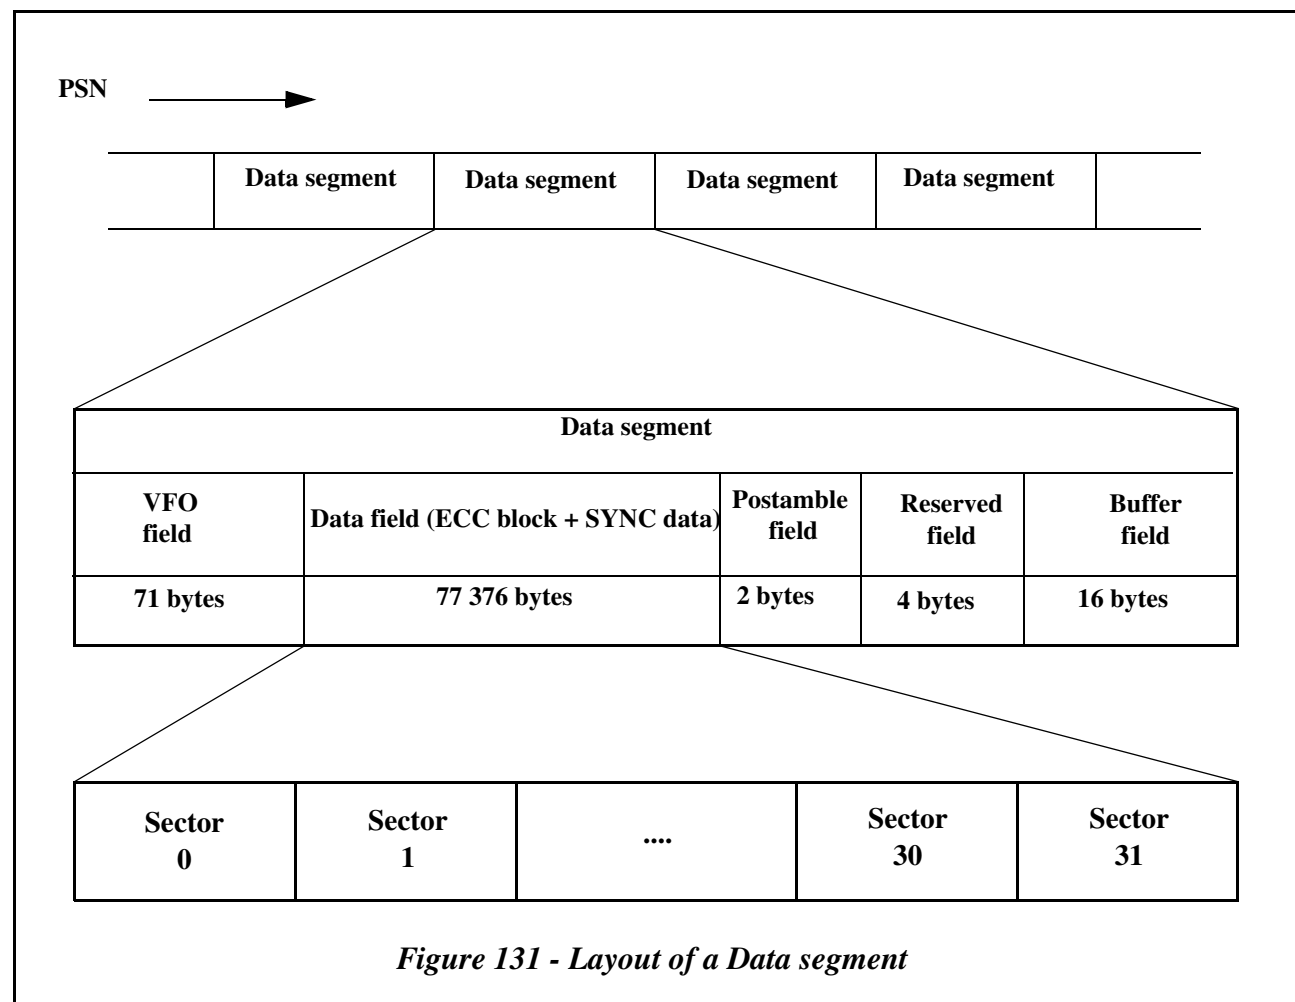 PSN
Data segment Data segment Data segment Data segment
Data segment
VFO
field
Data field (ECC block + SYNC data)
Postamble
field
Reserved
field
Buffer
field
71 bytes 77 376 bytes 2 bytes 4 bytes 16 bytes
Sector
0
Sector
1
....
Sector
30
Sector
31
Figure 131 - Layout of a Data segment